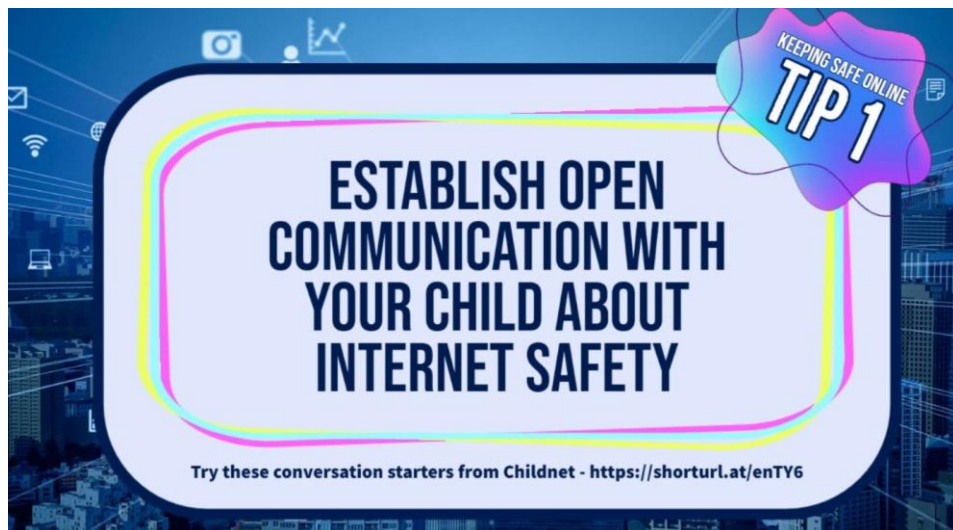 KEEPING SAFE ONLINE
TIP 1
ESTABLISH OPEN
COMMUNICATION WITH
YOUR CHILD ABOUT
INTERNET SAFETY
Try these conversation starters from Childnet - https://shorturl.at/enTY6